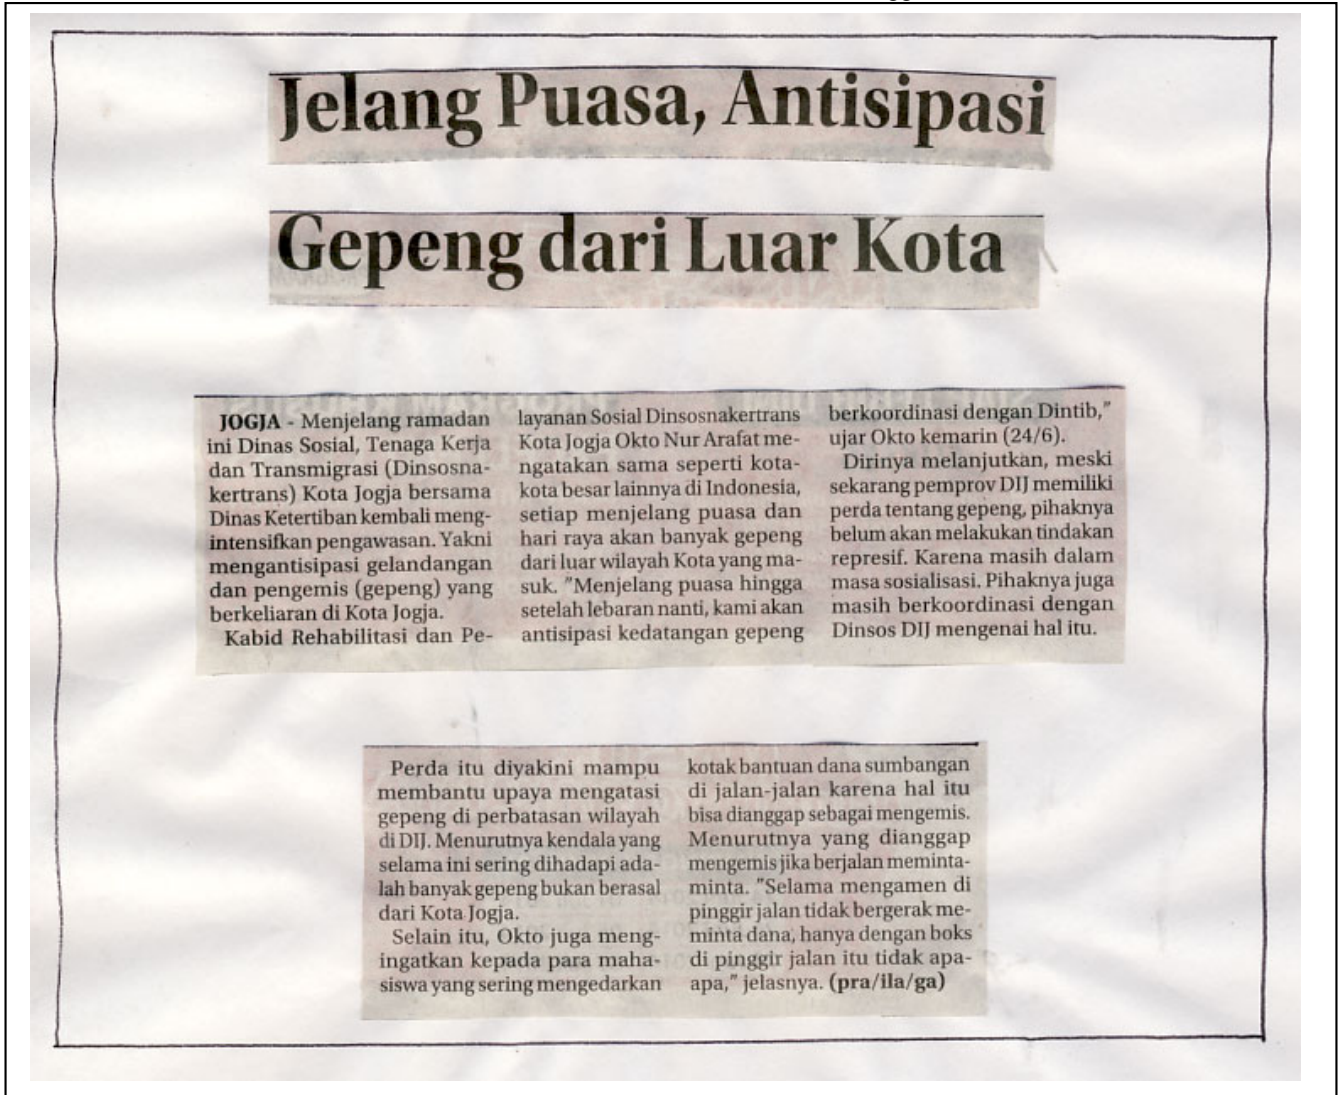 Jelang Puasa, Antisipasi
Gepeng dari Luar Kota
JOGJA - Menjelang ramadan
ini Dinas Sosial, Tenaga Kerja
dan Transmigrasi (Dinsosna-
kertrans) Kota Jogja bersama
Dinas Ketertiban kembali meng-
intensifkan pengawasan. Yakni
mengantisipasi gelandangan
dan pengemis (gepeng) yang
berkeliaran di Kota Jogja.
Kabid Rehabilitasi dan Pe-
layanan Sosial Dinsosnakertrans
Kota Jogja Okto Nur Arafat me-
ngatakan sama seperti kota-
kota besar lainnya di Indonesia,
setiap menjelang puasa dan
hari raya akan banyak gepeng
dari luar wilayah Kota yang ma-
suk. "Menjelang puasa hingga
setelah lebaran nanti, kami akan
antisipasi kedatangan gepeng
berkoordinasi dengan Dintib,"
ujar Okto kemarin (24/6).
Dirinya melanjutkan, meski
sekarang pemprov DIJ memiliki
perda tentang gepeng, pihaknya
belum akan melakukan tindakan
represif. Karena masih dalam
masa sosialisasi. Pihaknya juga
masih berkoordinasi dengan
Dinsos DIJ mengenai hal itu.
Perda itu diyakini mampu
membantu upaya mengatasi
gepeng di perbatasan wilayah
di DIJ. Menurutnya kendala yang
selama ini sering dihadapi ada-
lah banyak gepeng bukan berasal
dari Kota Jogja.
Selain itu, Okto juga meng-
ingatkan kepada para maha-
siswa yang sering mengedarkan
kotak bantuan dana sumbangan
di jalan-jalan karena hal itu
bisa dianggap sebagai mengemis.
Menurutnya yang dianggap
mengemis jika berjalan meminta-
minta. "Selama mengamen di
pinggir jalan tidak bergerak me-
minta dana, hanya dengan boks
di pinggir jalan itu tidak apa-
apa," jelasnya. (pra/ila/ga)